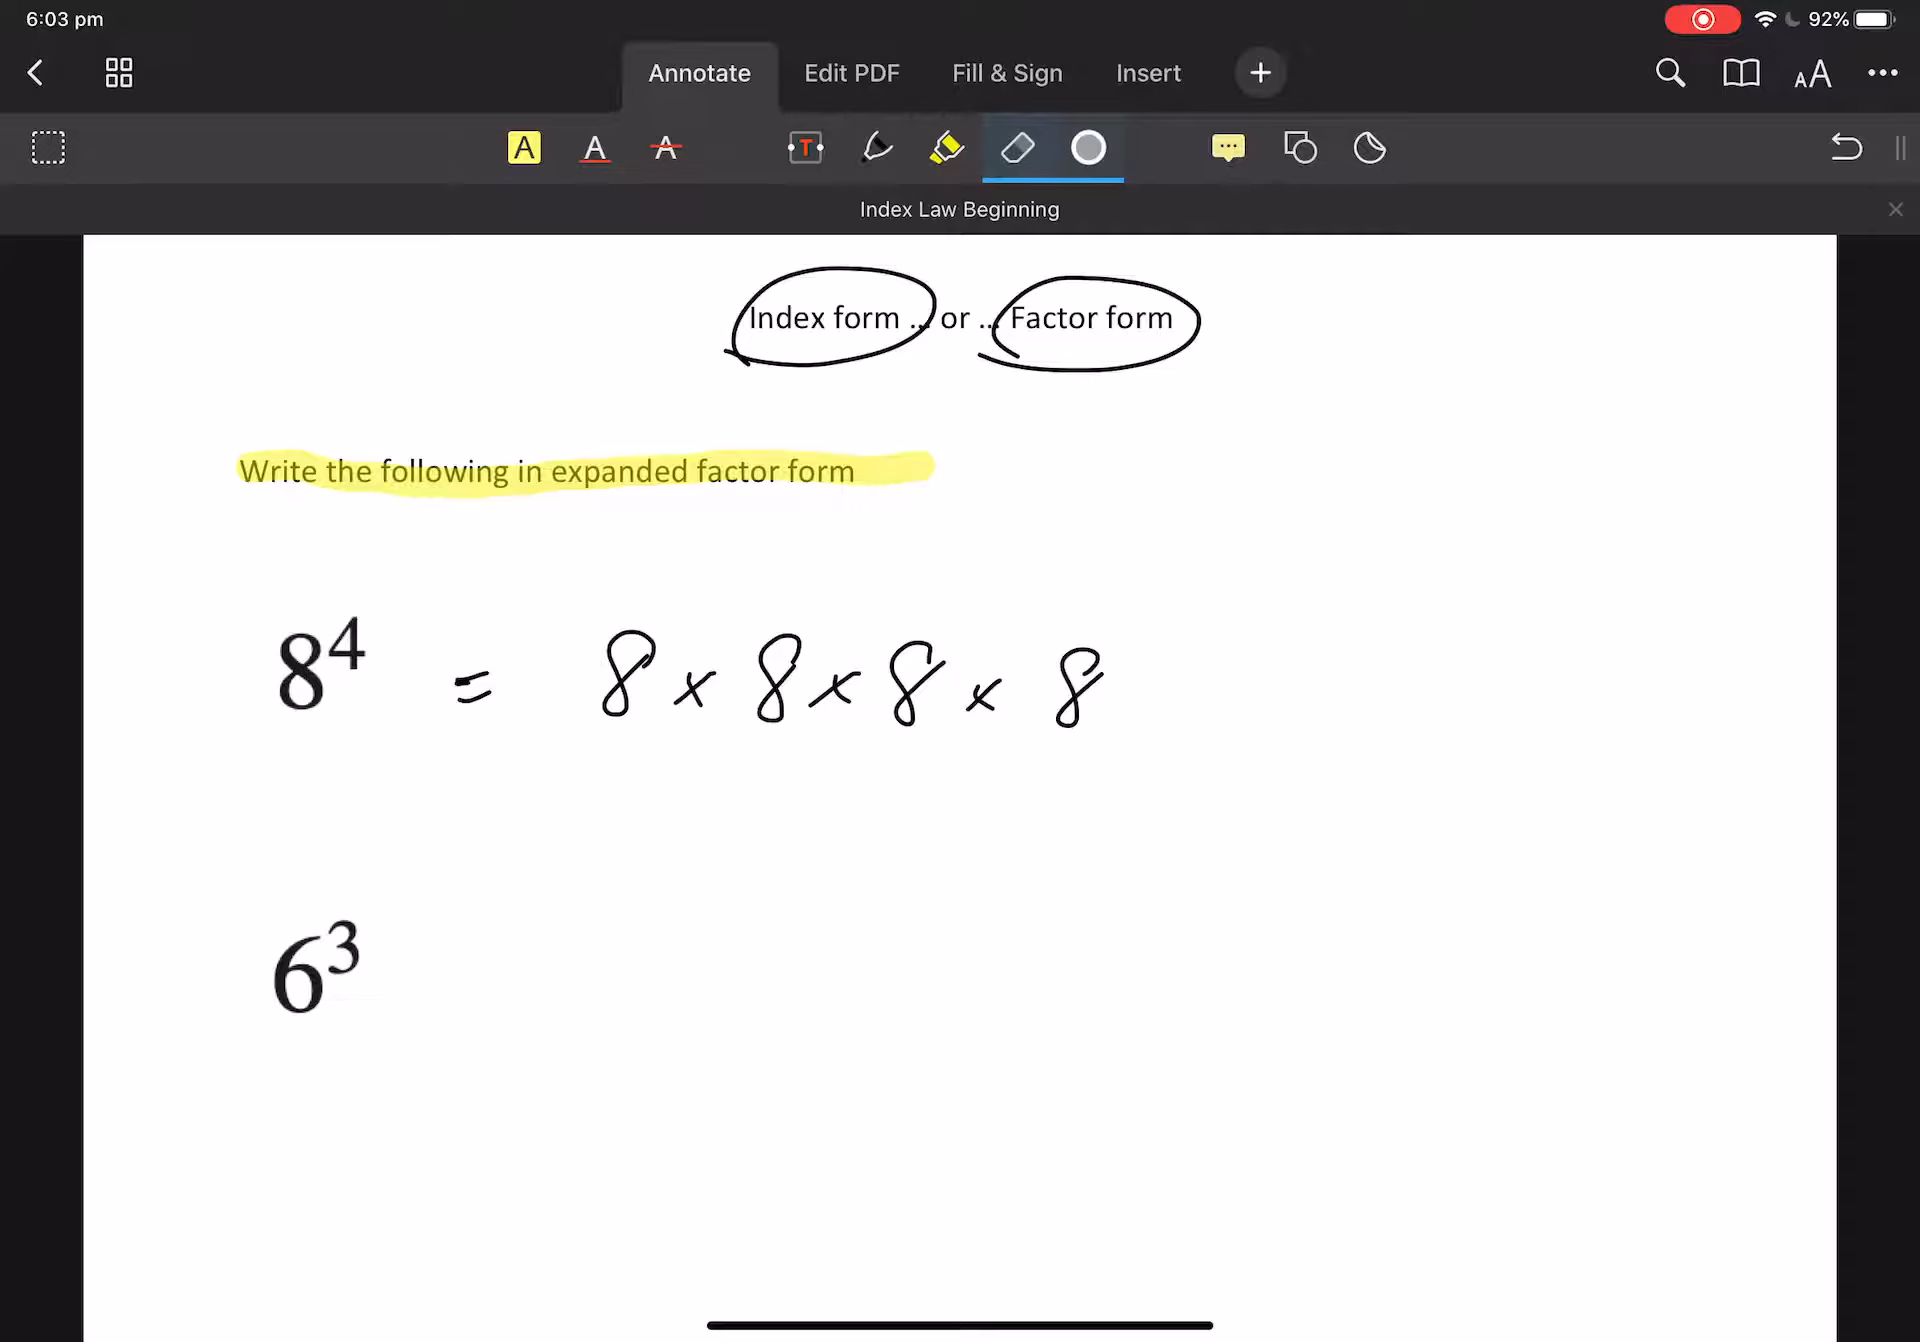 6:03 pm 92%
Annotate Edit PDF Fill & Sign Insert AA
A A A T
Index Law Beginning
Index form ... or ... Factor form
Write the following in expanded factor form
8⁴ = 8 × 8 × 8 × 8
6³